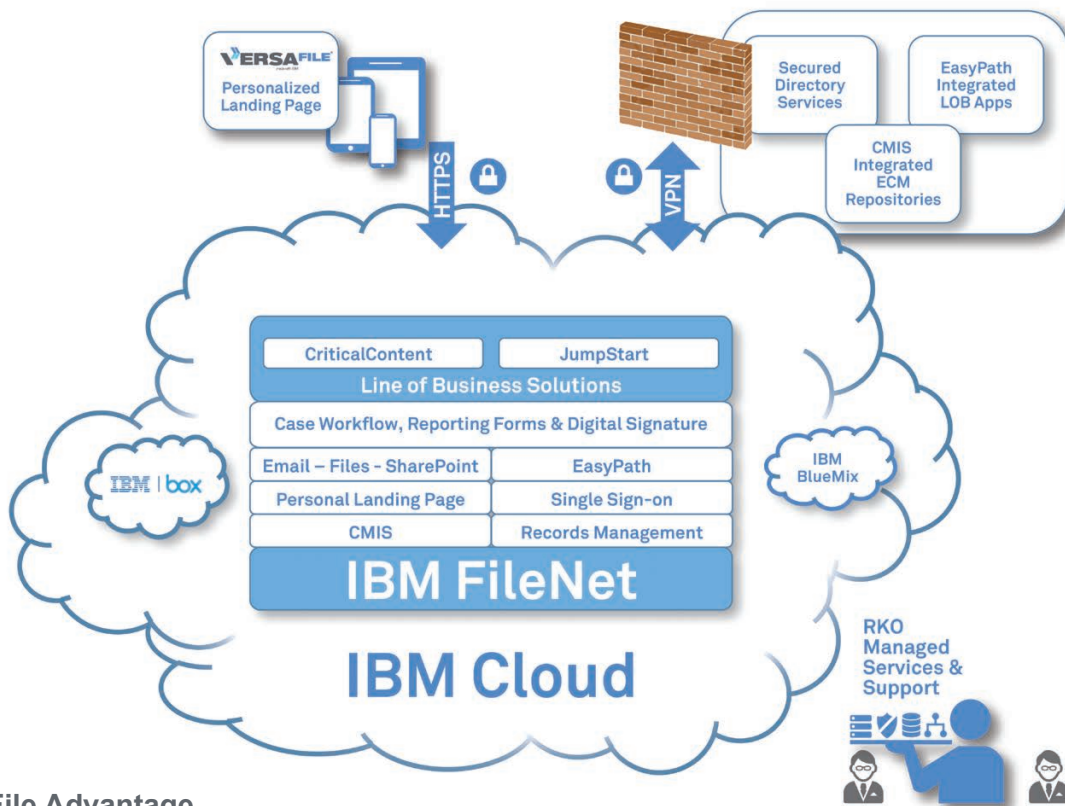 VERSAFILE
Personalized
Landing Page
Secured
Directory
Services
EasyPath
Integrated
LOB Apps
CMIS
Integrated
ECM
Repositories
HTTPS
VPN
CriticalContent
JumpStart
Line of Business Solutions
Case Workflow, Reporting Forms & Digital Signature
Email – Files - SharePoint
EasyPath
Personal Landing Page
Single Sign-on
CMIS
Records Management
IBM FileNet
IBM | box
IBM
BlueMix
IBM Cloud
RKO
Managed
Services &
Support
File Advantage